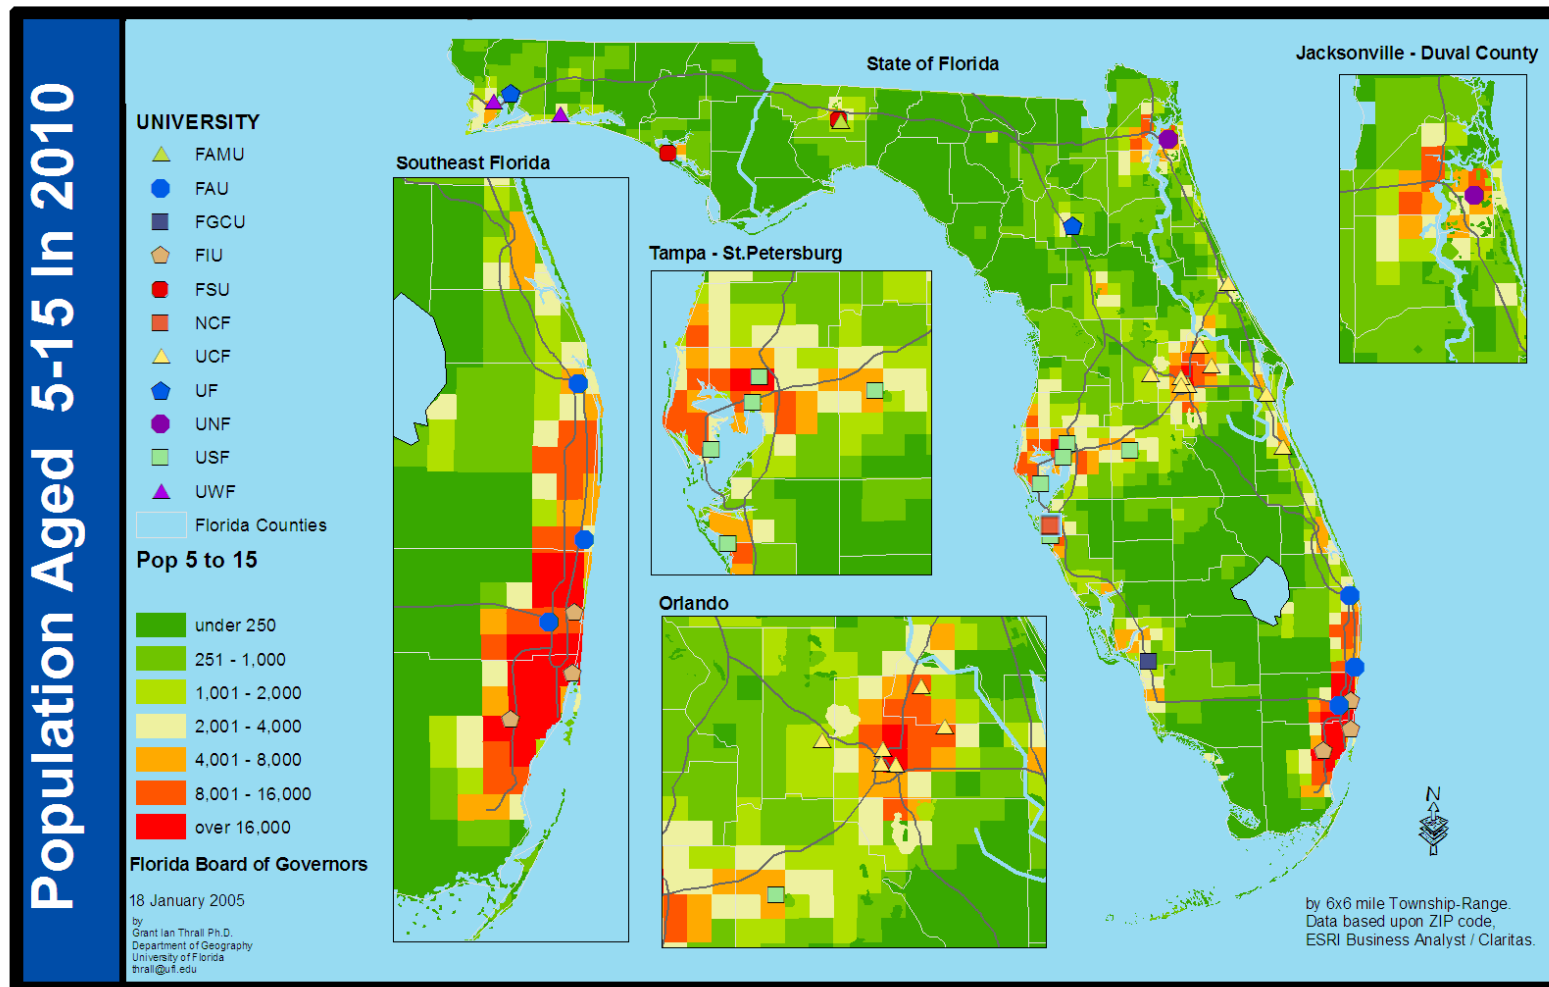 Population Aged 5-15 In 2010
UNIVERSITY
FAMU
FAU
FGCU
FIU
FSU
NCF
UCF
UF
UNF
USF
UWF
Florida Counties
Pop 5 to 15
under 250
251 - 1,000
1,001 - 2,000
2,001 - 4,000
4,001 - 8,000
8,001 - 16,000
over 16,000
Florida Board of Governors
18 January 2005
by
Grant Ian Thrall Ph.D.
Department of Geography
University of Florida
thrall@ufl.edu
Southeast Florida
State of Florida
Tampa - St.Petersburg
Orlando
Jacksonville - Duval County
N
by 6x6 mile Township-Range.
Data based upon ZIP code,
ESRI Business Analyst / Claritas.